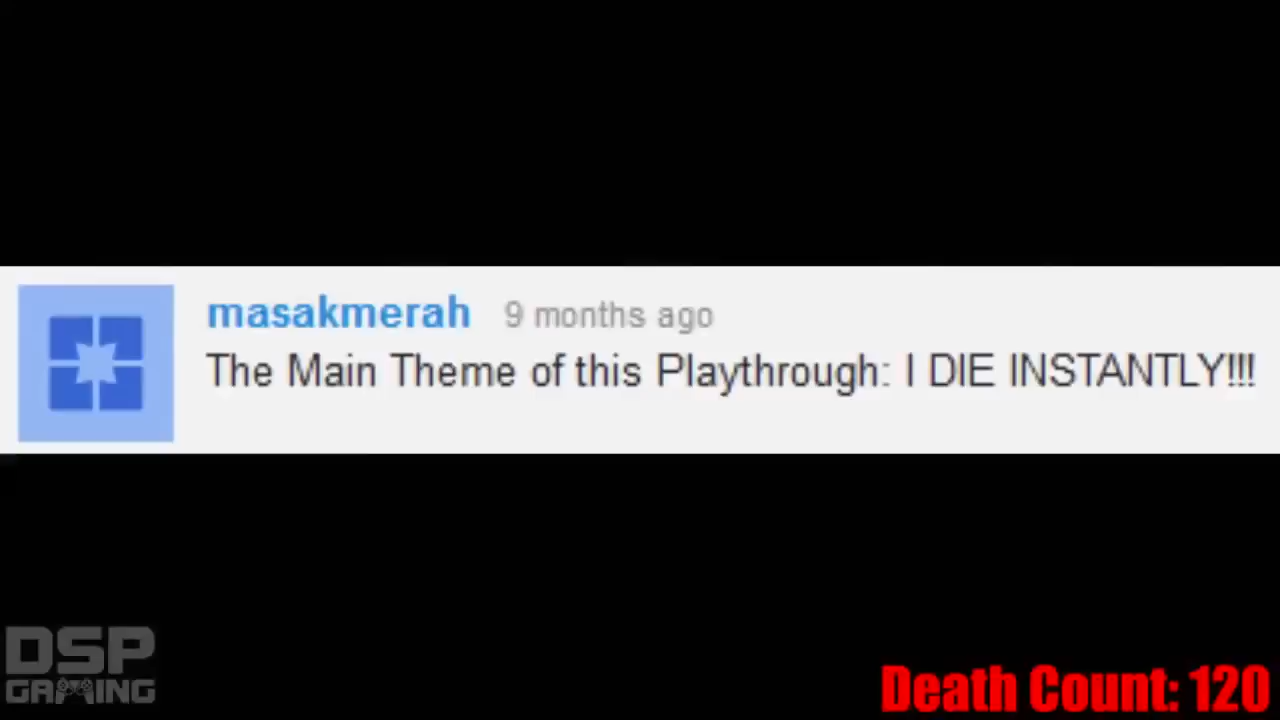 masakmerah 9 months ago
The Main Theme of this Playthrough: I DIE INSTANTLY!!!
DSP
GAMING
Death Count: 120